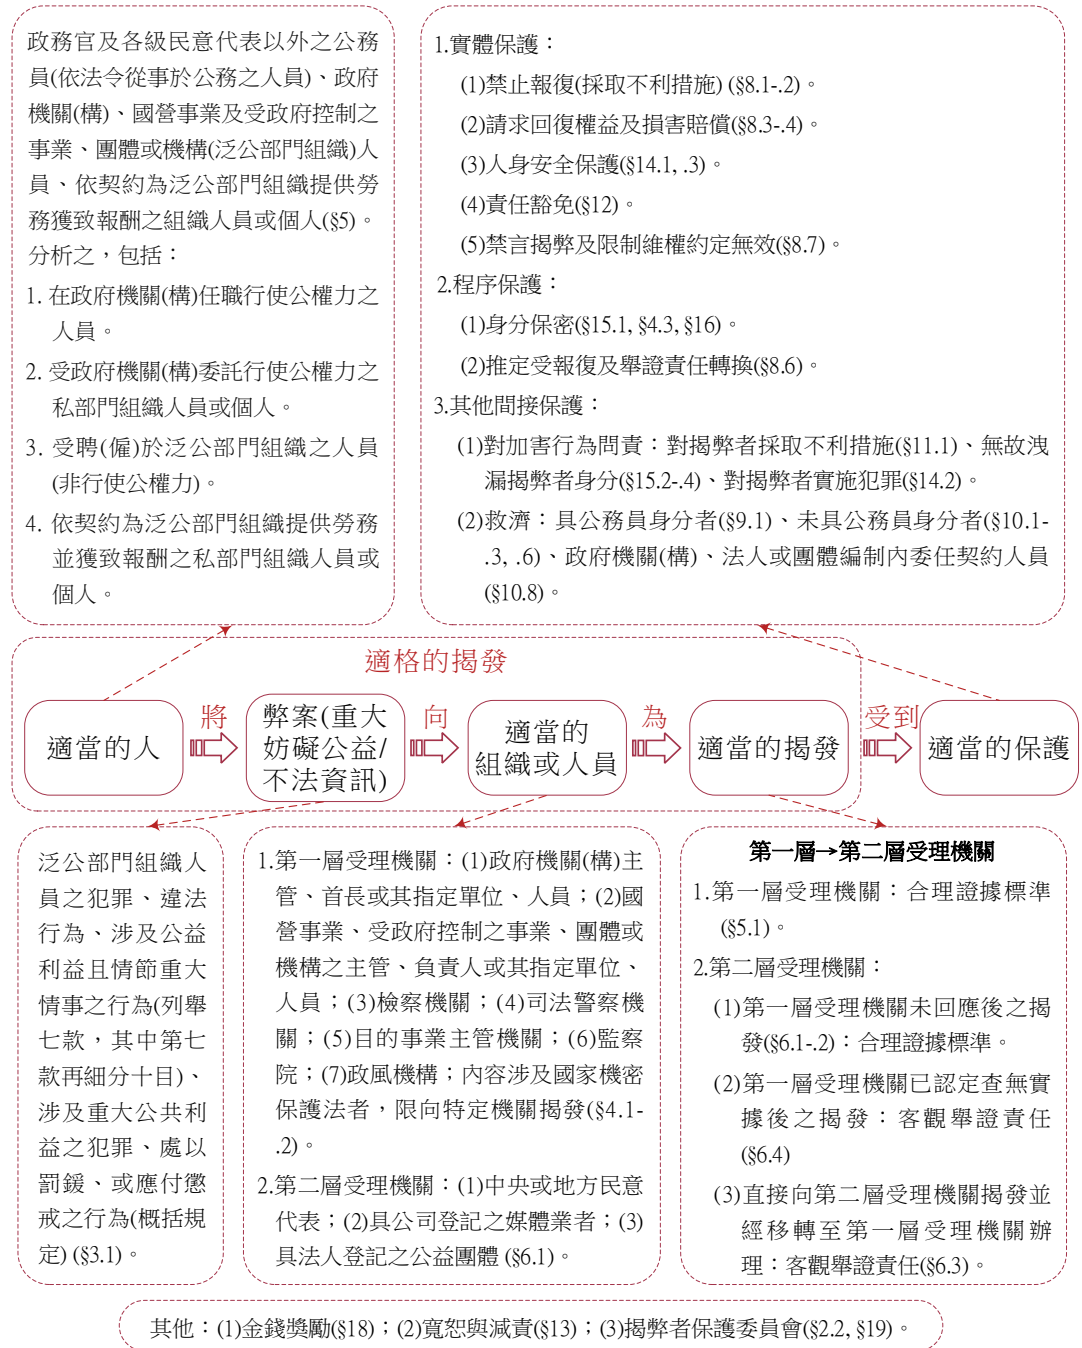 政務官及各級民意代表以外之公務
員(依法令從事於公務之人員)、政府
機關(構)、國營事業及受政府控制之
事業、團體或機構(泛公部門組織)人
員、依契約為泛公部門組織提供勞
務獲致報酬之組織人員或個人(§5)。
分析之，包括：
1. 在政府機關(構)任職行使公權力之
人員。
2. 受政府機關(構)委託行使公權力之
私部門組織人員或個人。
3. 受聘(僱)於泛公部門組織之人員
(非行使公權力)。
4. 依契約為泛公部門組織提供勞務
並獲致報酬之私部門組織人員或
個人。
1.實體保護：
(1)禁止報復(採取不利措施) (§8.1-.2)。
(2)請求回復權益及損害賠償(§8.3-.4)。
(3)人身安全保護(§14.1, .3)。
(4)責任豁免(§12)。
(5)禁言揭弊及限制維權約定無效(§8.7)。
2.程序保護：
(1)身分保密(§15.1, §4.3, §16)。
(2)推定受報復及舉證責任轉換(§8.6)。
3.其他間接保護：
(1)對加害行為問責：對揭弊者採取不利措施(§11.1)、無故洩
漏揭弊者身分(§15.2-.4)、對揭弊者實施犯罪(§14.2)。
(2)救濟：具公務員身分者(§9.1)、未具公務員身分者(§10.1-
.3, .6)、政府機關(構)、法人或團體編制內委任契約人員
(§10.8)。
適格的揭發
適當的人
將
弊案(重大
妨礙公益/
不法資訊)
向
適當的
組織或人員
為
適當的揭發
受到
適當的保護
泛公部門組織人
員之犯罪、違法
行為、涉及公益
利益且情節重大
情事之行為(列舉
七款，其中第七
款再細分十目)、
涉及重大公共利
益之犯罪、處以
罰鍰、或應付懲
戒之行為(概括規
定) (§3.1)。
1.第一層受理機關：(1)政府機關(構)主
管、首長或其指定單位、人員；(2)國
營事業、受政府控制之事業、團體或
機構之主管、負責人或其指定單位、
人員；(3)檢察機關；(4)司法警察機
關；(5)目的事業主管機關；(6)監察
院；(7)政風機構；內容涉及國家機密
保護法者，限向特定機關揭發(§4.1-
.2)。
2.第二層受理機關：(1)中央或地方民意
代表；(2)具公司登記之媒體業者；(3)
具法人登記之公益團體 (§6.1)。
第一層→第二層受理機關
1.第一層受理機關：合理證據標準
(§5.1)。
2.第二層受理機關：
(1)第一層受理機關未回應後之揭
發(§6.1-.2)：合理證據標準。
(2)第一層受理機關已認定查無實
據後之揭發：客觀舉證責任
(§6.4)
(3)直接向第二層受理機關揭發並
經移轉至第一層受理機關辦
理：客觀舉證責任(§6.3)。
其他：(1)金錢獎勵(§18)；(2)寬恕與減責(§13)；(3)揭弊者保護委員會(§2.2, §19)。